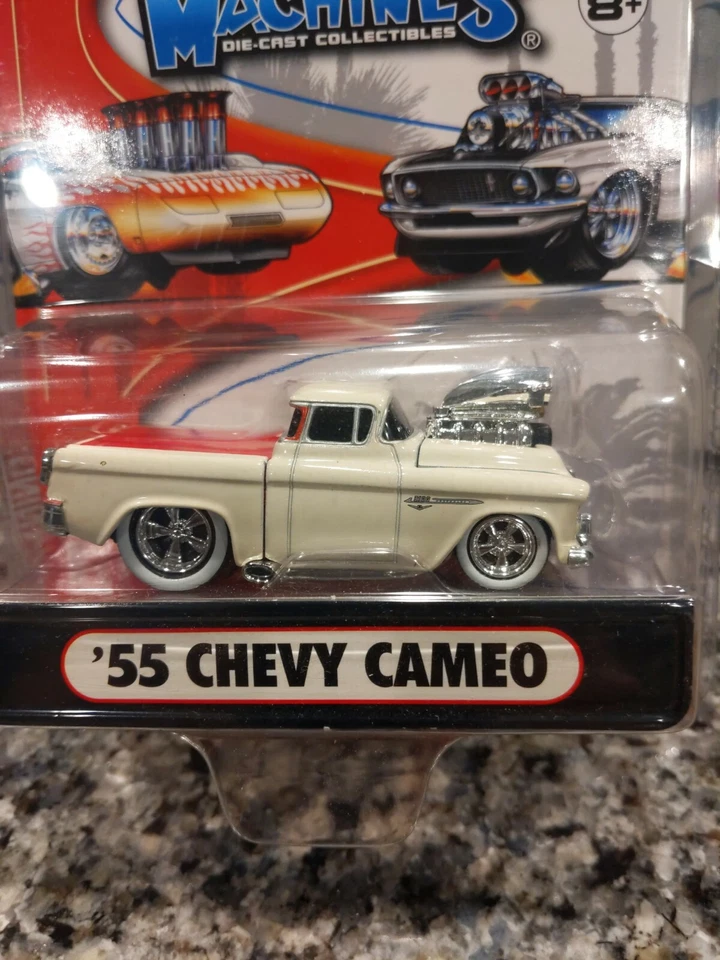 MACHINES
DIE-CAST COLLECTIBLES ®
8+
'55 CHEVY CAMEO